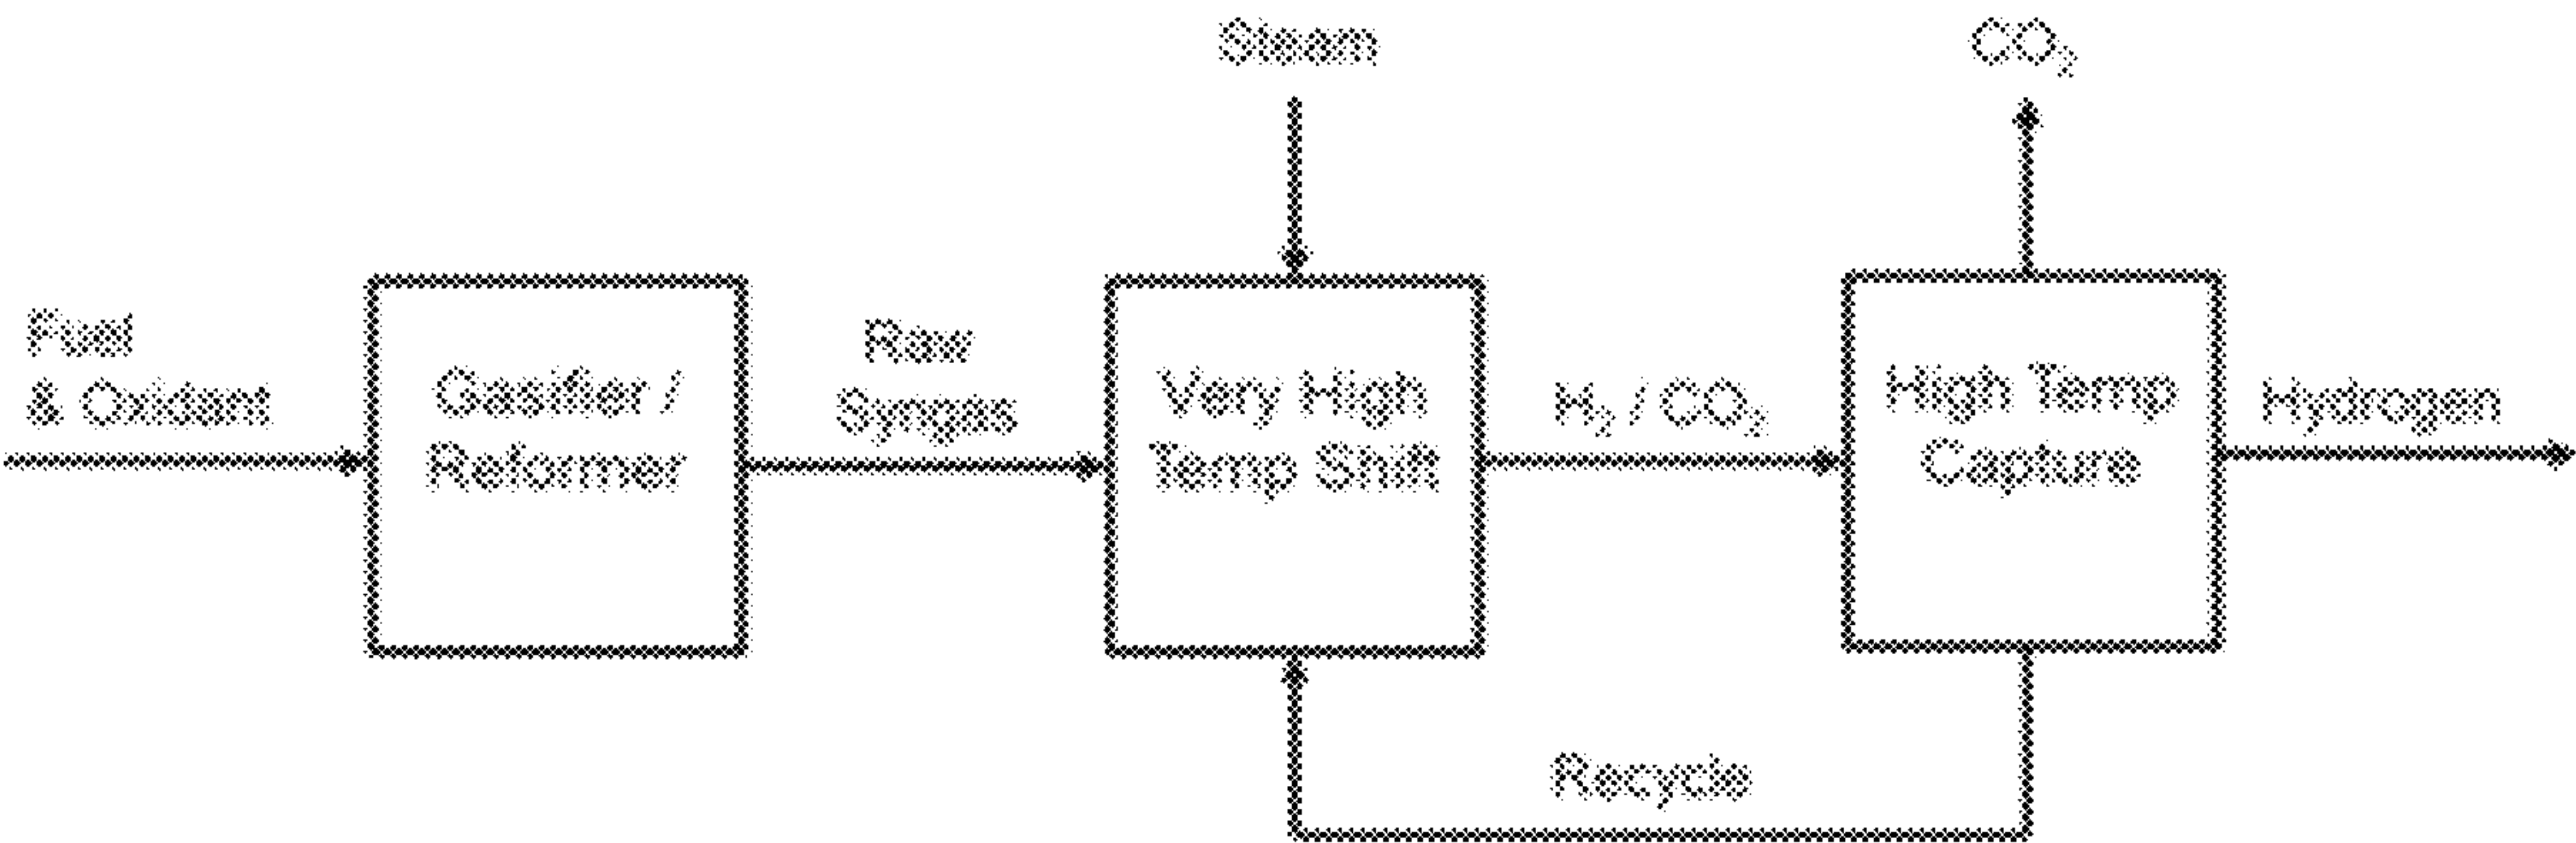 Steam
CO₂
Fuel
& Oxidant
Gasifier /
Reformer
Raw
Syngas
Very High
Temp Shift
H₂ / CO₂
High Temp
Capture
Hydrogen
Recycle